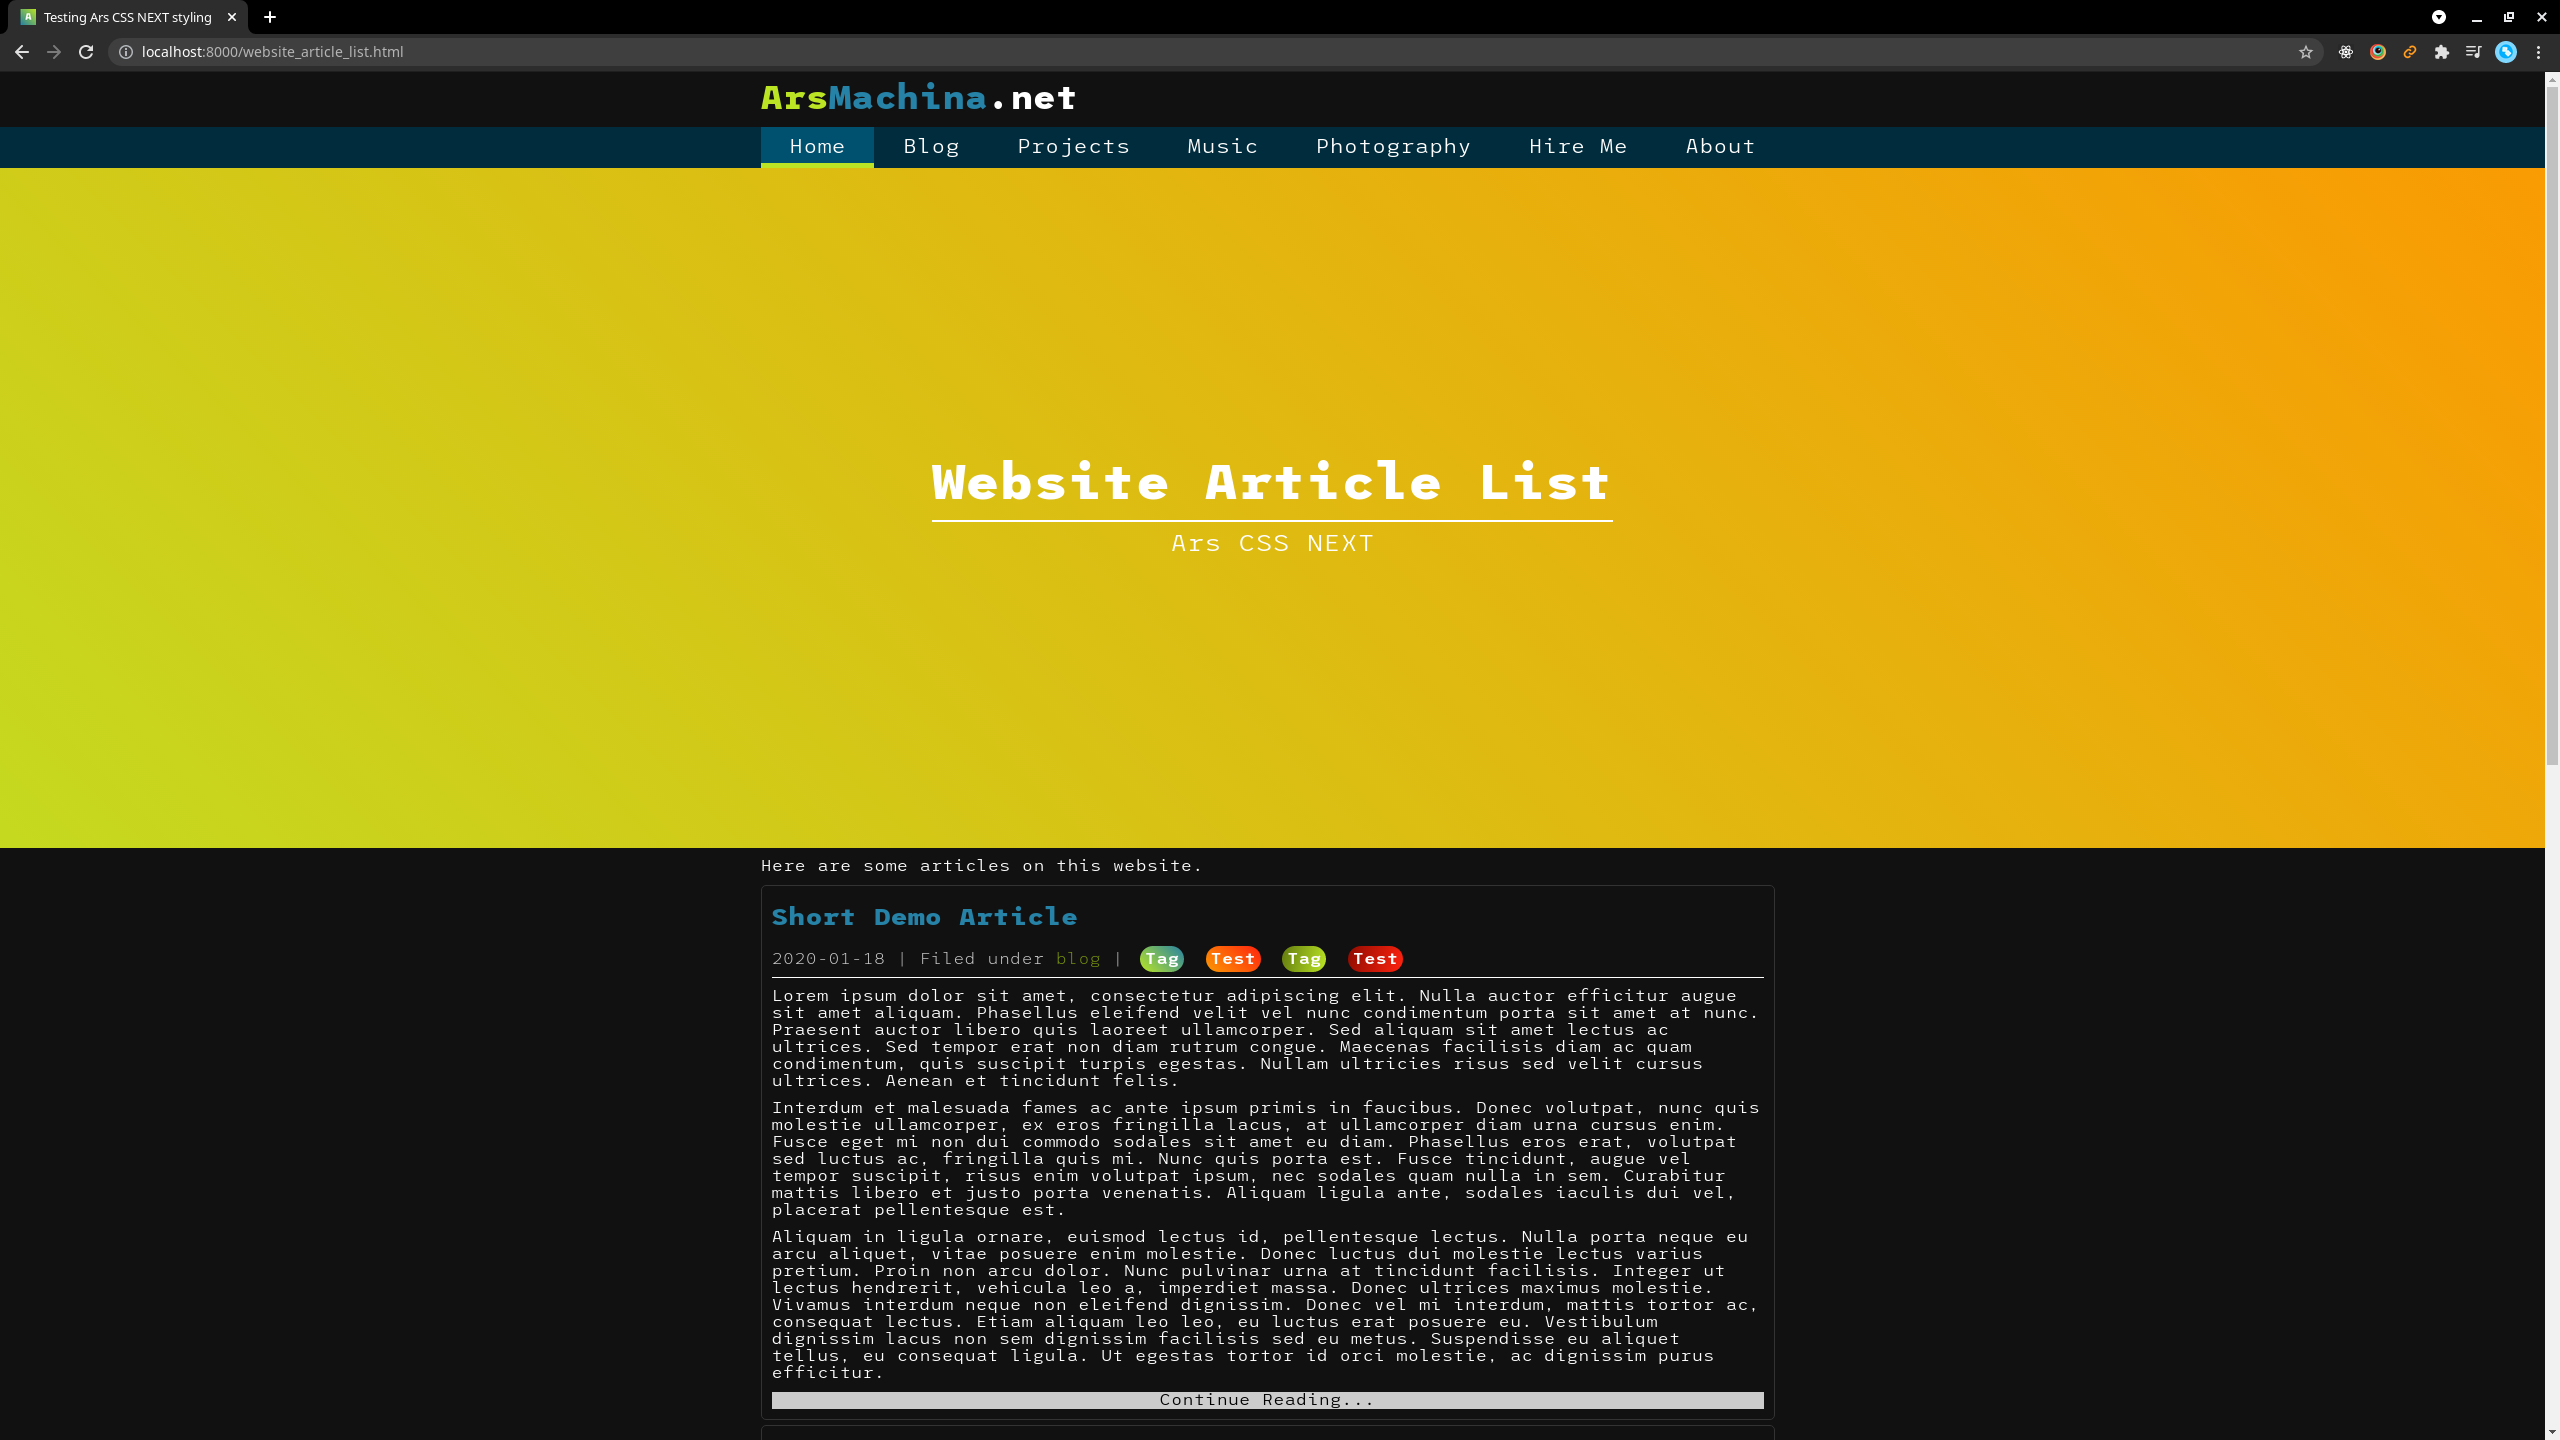 Testing Ars CSS NEXT styling
localhost:8000/website_article_list.html
ArsMachina.net
Home Blog Projects Music Photography Hire Me About
Website Article List
Ars CSS NEXT
Here are some articles on this website.
Short Demo Article
2020-01-18 | Filed under blog | Tag Test Tag Test
Lorem ipsum dolor sit amet, consectetur adipiscing elit. Nulla auctor efficitur augue
sit amet aliquam. Phasellus eleifend velit vel nunc condimentum porta sit amet at nunc.
Praesent auctor libero quis laoreet ullamcorper. Sed aliquam sit amet lectus ac
ultrices. Sed tempor erat non diam rutrum congue. Maecenas facilisis diam ac quam
condimentum, quis suscipit turpis egestas. Nullam ultricies risus sed velit cursus
ultrices. Aenean et tincidunt felis.
Interdum et malesuada fames ac ante ipsum primis in faucibus. Donec volutpat, nunc quis
molestie ullamcorper, ex eros fringilla lacus, at ullamcorper diam urna cursus enim.
Fusce eget mi non dui commodo sodales sit amet eu diam. Phasellus eros erat, volutpat
sed luctus ac, fringilla quis mi. Nunc quis porta est. Fusce tincidunt, augue vel
tempor suscipit, risus enim volutpat ipsum, nec sodales quam nulla in sem. Curabitur
mattis libero et justo porta venenatis. Aliquam ligula ante, sodales iaculis dui vel,
placerat pellentesque est.
Aliquam in ligula ornare, euismod lectus id, pellentesque lectus. Nulla porta neque eu
arcu aliquet, vitae posuere enim molestie. Donec luctus dui molestie lectus varius
pretium. Proin non arcu dolor. Nunc pulvinar urna at tincidunt facilisis. Integer ut
lectus hendrerit, vehicula leo a, imperdiet massa. Donec ultrices maximus molestie.
Vivamus interdum neque non eleifend dignissim. Donec vel mi interdum, mattis tortor ac,
consequat lectus. Etiam aliquam leo leo, eu luctus erat posuere eu. Vestibulum
dignissim lacus non sem dignissim facilisis sed eu metus. Suspendisse eu aliquet
tellus, eu consequat ligula. Ut egestas tortor id orci molestie, ac dignissim purus
efficitur.
Continue Reading...